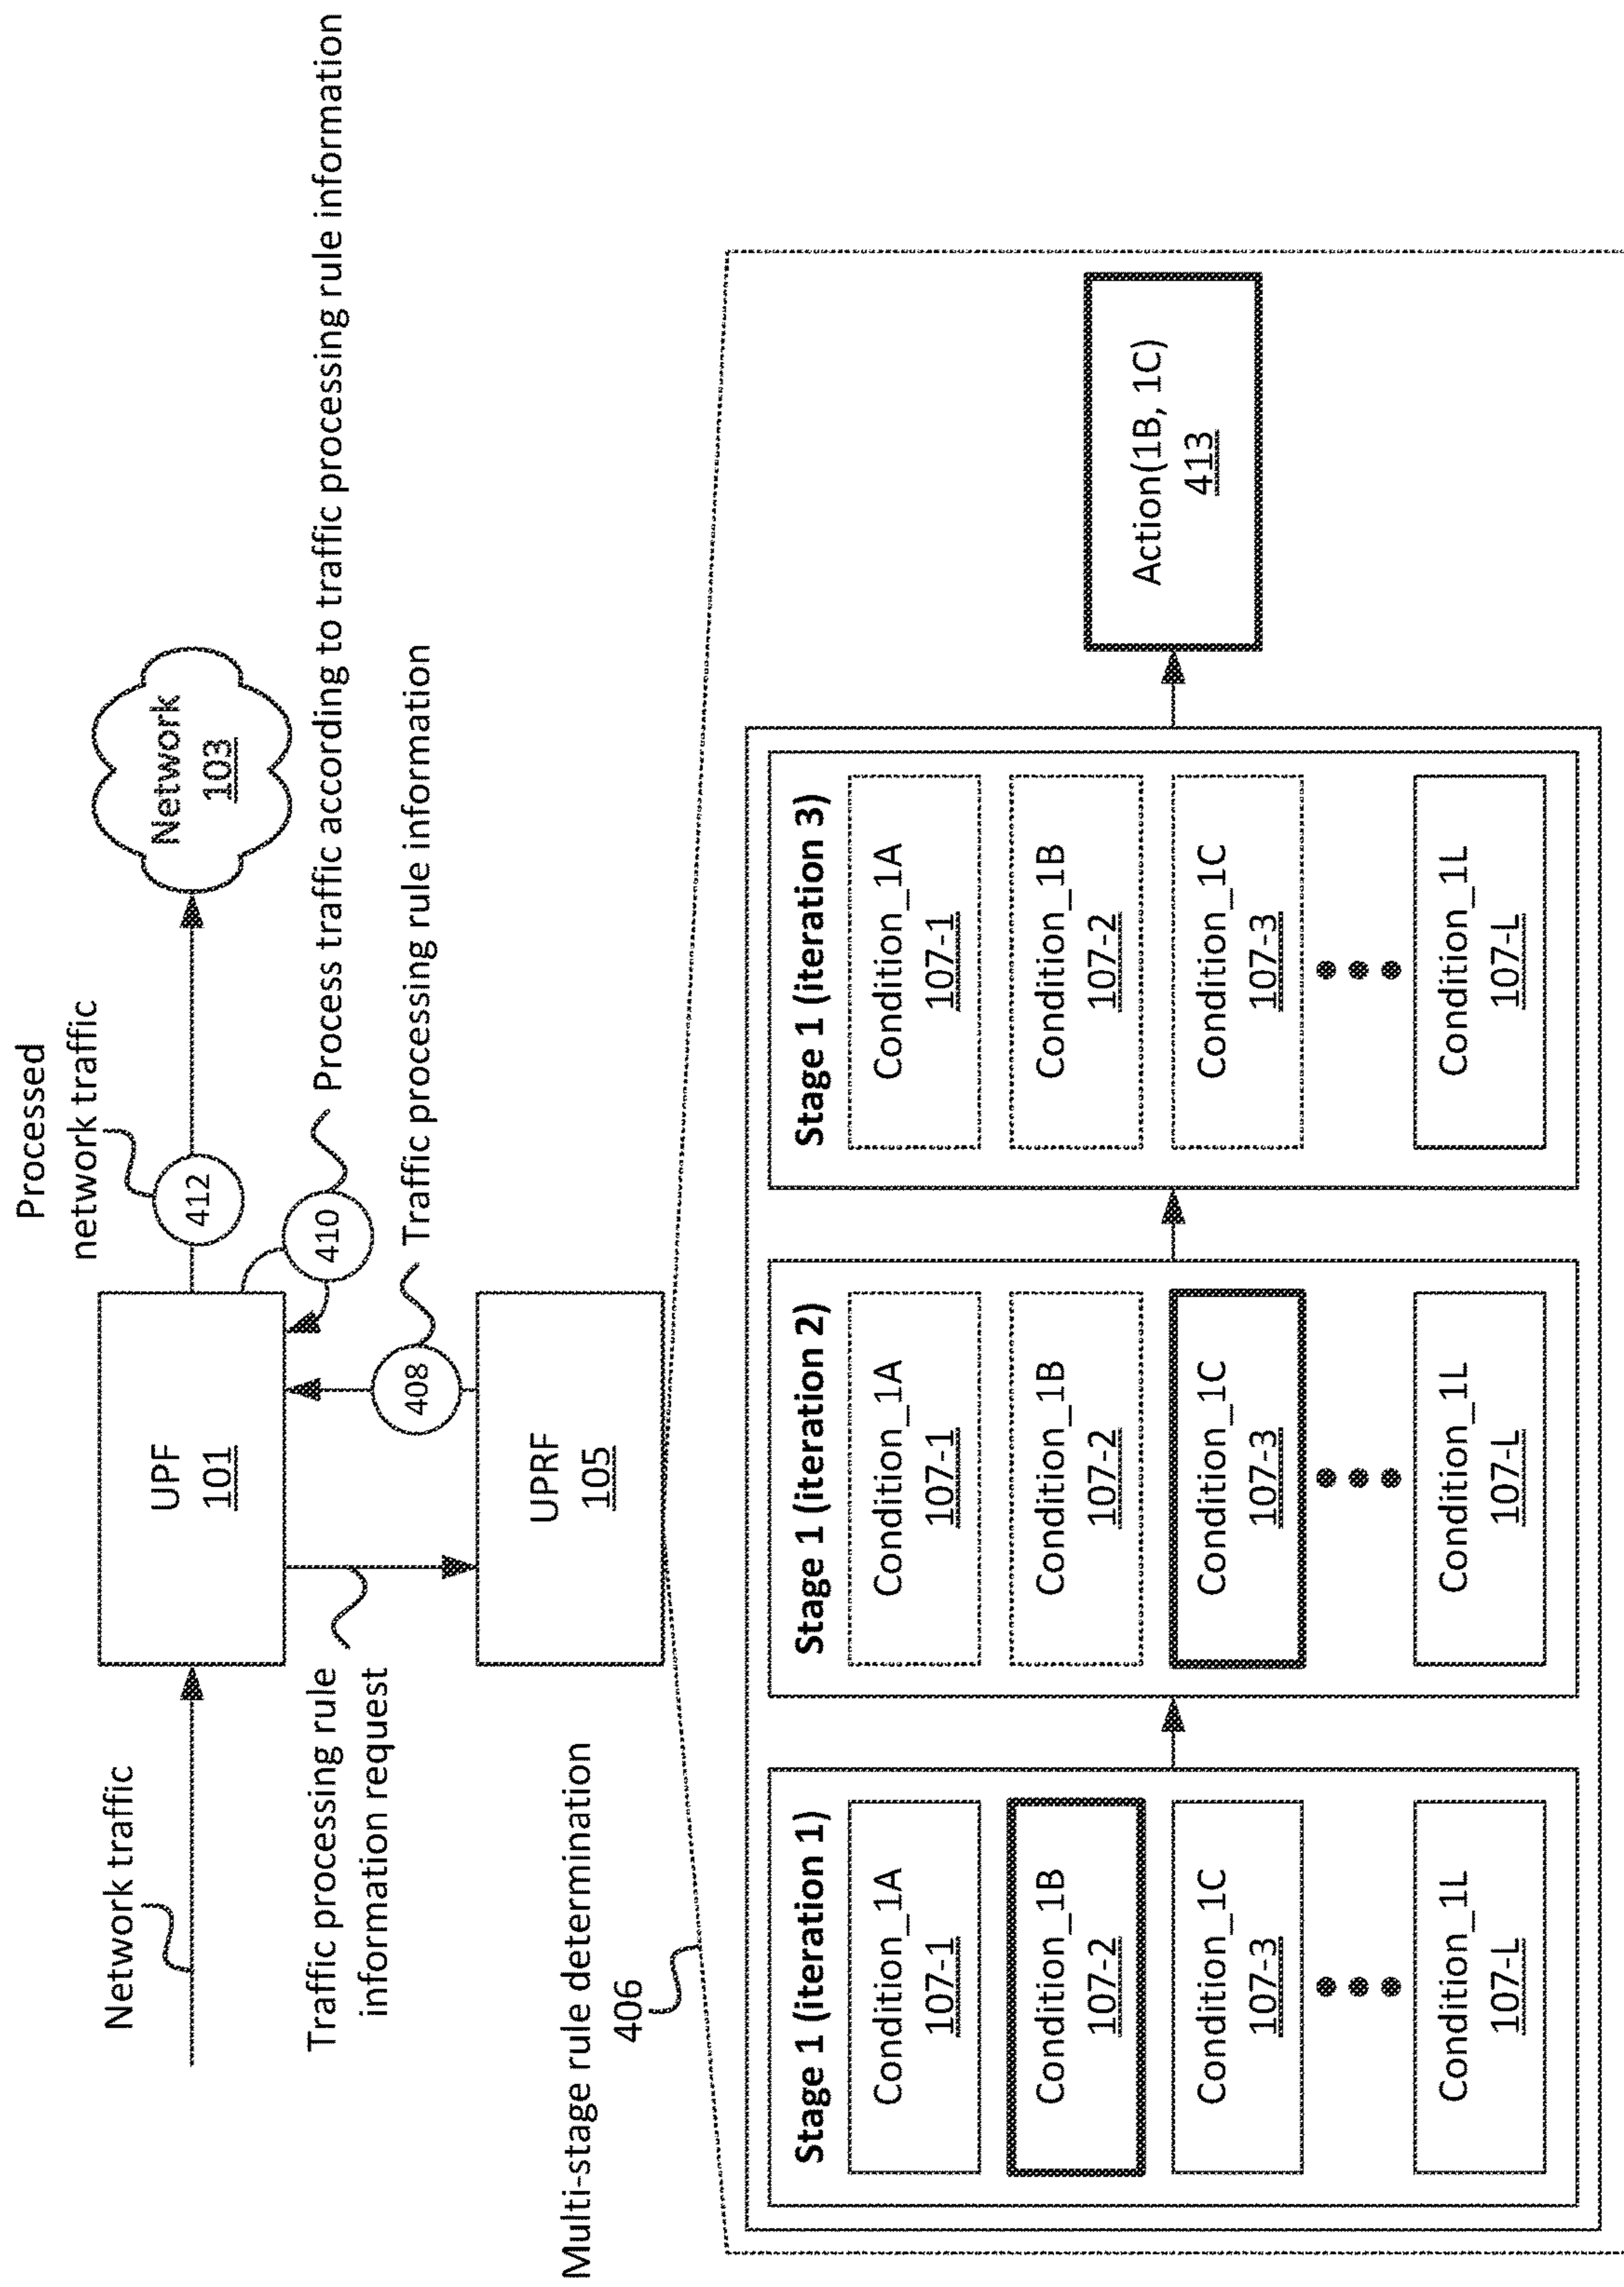 Processed
network traffic
Network traffic
UPF
101
412
Network
103
410
Process traffic according to traffic processing rule information
Traffic processing rule
information request
408
Traffic processing rule information
UPRF
105
Multi-stage rule determination
406
Stage 1 (iteration 1)
Condition_1A
107-1
Condition_1B
107-2
Condition_1C
107-3
Condition_1L
107-L
Stage 1 (iteration 2)
Condition_1A
107-1
Condition_1B
107-2
Condition_1C
107-3
Condition_1L
107-L
Stage 1 (iteration 3)
Condition_1A
107-1
Condition_1B
107-2
Condition_1C
107-3
Condition_1L
107-L
Action(1B, 1C)
413